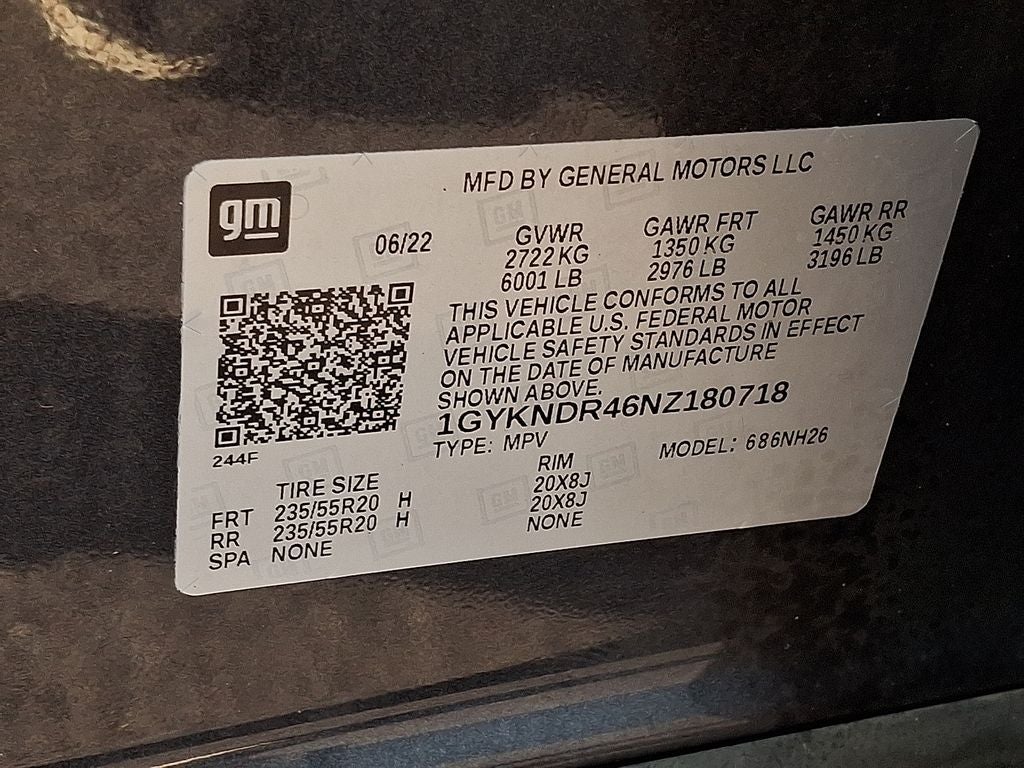 gm
MFD BY GENERAL MOTORS LLC
06/22
GVWR
2722 KG
6001 LB
GAWR FRT
1350 KG
2976 LB
GAWR RR
1450 KG
3196 LB
THIS VEHICLE CONFORMS TO ALL
APPLICABLE U.S. FEDERAL MOTOR
VEHICLE SAFETY STANDARDS IN EFFECT
ON THE DATE OF MANUFACTURE
SHOWN ABOVE.
1GYKNDR46NZ180718
TYPE: MPV
MODEL: 686NH26
244F
TIRE SIZE
RIM
FRT 235/55R20 H 20X8J
RR 235/55R20 H 20X8J
SPA NONE NONE